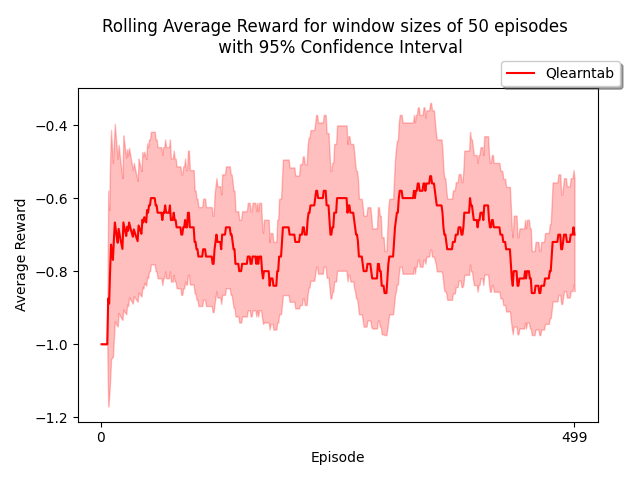 Rolling Average Reward for window sizes of 50 episodes
with 95% Confidence Interval
Qlearntab
−0.4
−0.6
−0.8
−1.0
−1.2
Average Reward
0
499
Episode